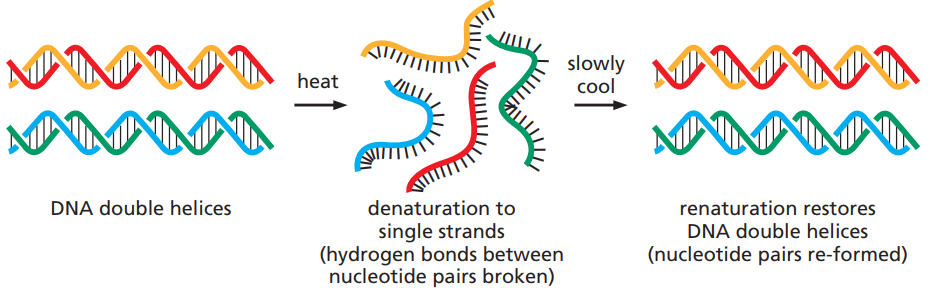 heat
slowly
cool
DNA double helices
denaturation to
single strands
(hydrogen bonds between
nucleotide pairs broken)
renaturation restores
DNA double helices
(nucleotide pairs re-formed)